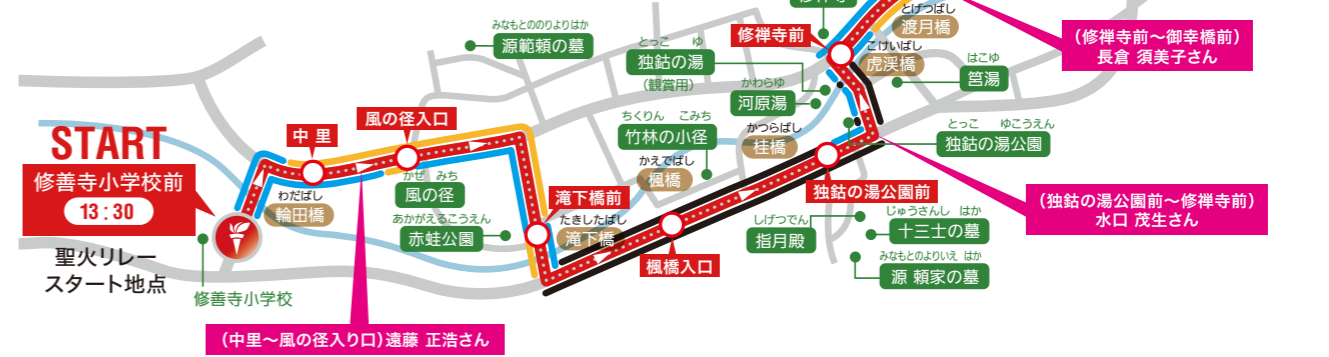 とげつばし
渡月橋
みなもとののりよりはか
源範頼の墓
修禅寺前
とっこ ゆ
独鈷の湯
(観賞用)
こけいばし
虎渓橋
(修禅寺前〜御幸橋前)
長倉 須美子さん
はこゆ
筥湯
かわらゆ
河原湯
START
修善寺小学校前
13:30
聖火リレー
スタート地点
修善寺小学校
中里
風の径入口
ちくりん こみち
竹林の小径
かつらばし
桂橋
とっこ ゆこうえん
独鈷の湯公園
かえでばし
楓橋
わだばし
輪田橋
かぜ みち
風の径
滝下橋前
独鈷の湯公園前
(独鈷の湯公園前〜修禅寺前)
水口 茂生さん
あかがえるこうえん
赤蛙公園
たきしたばし
滝下橋
しげつでん
指月殿
じゅうさんし はか
十三士の墓
楓橋入口
みなもとのよりいえ はか
源 頼家の墓
(中里〜風の径入り口)遠藤 正浩さん